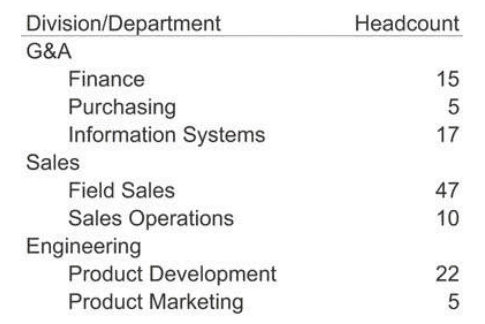 Division/Department Headcount
G&A
Finance 15
Purchasing 5
Information Systems 17
Sales
Field Sales 47
Sales Operations 10
Engineering
Product Development 22
Product Marketing 5